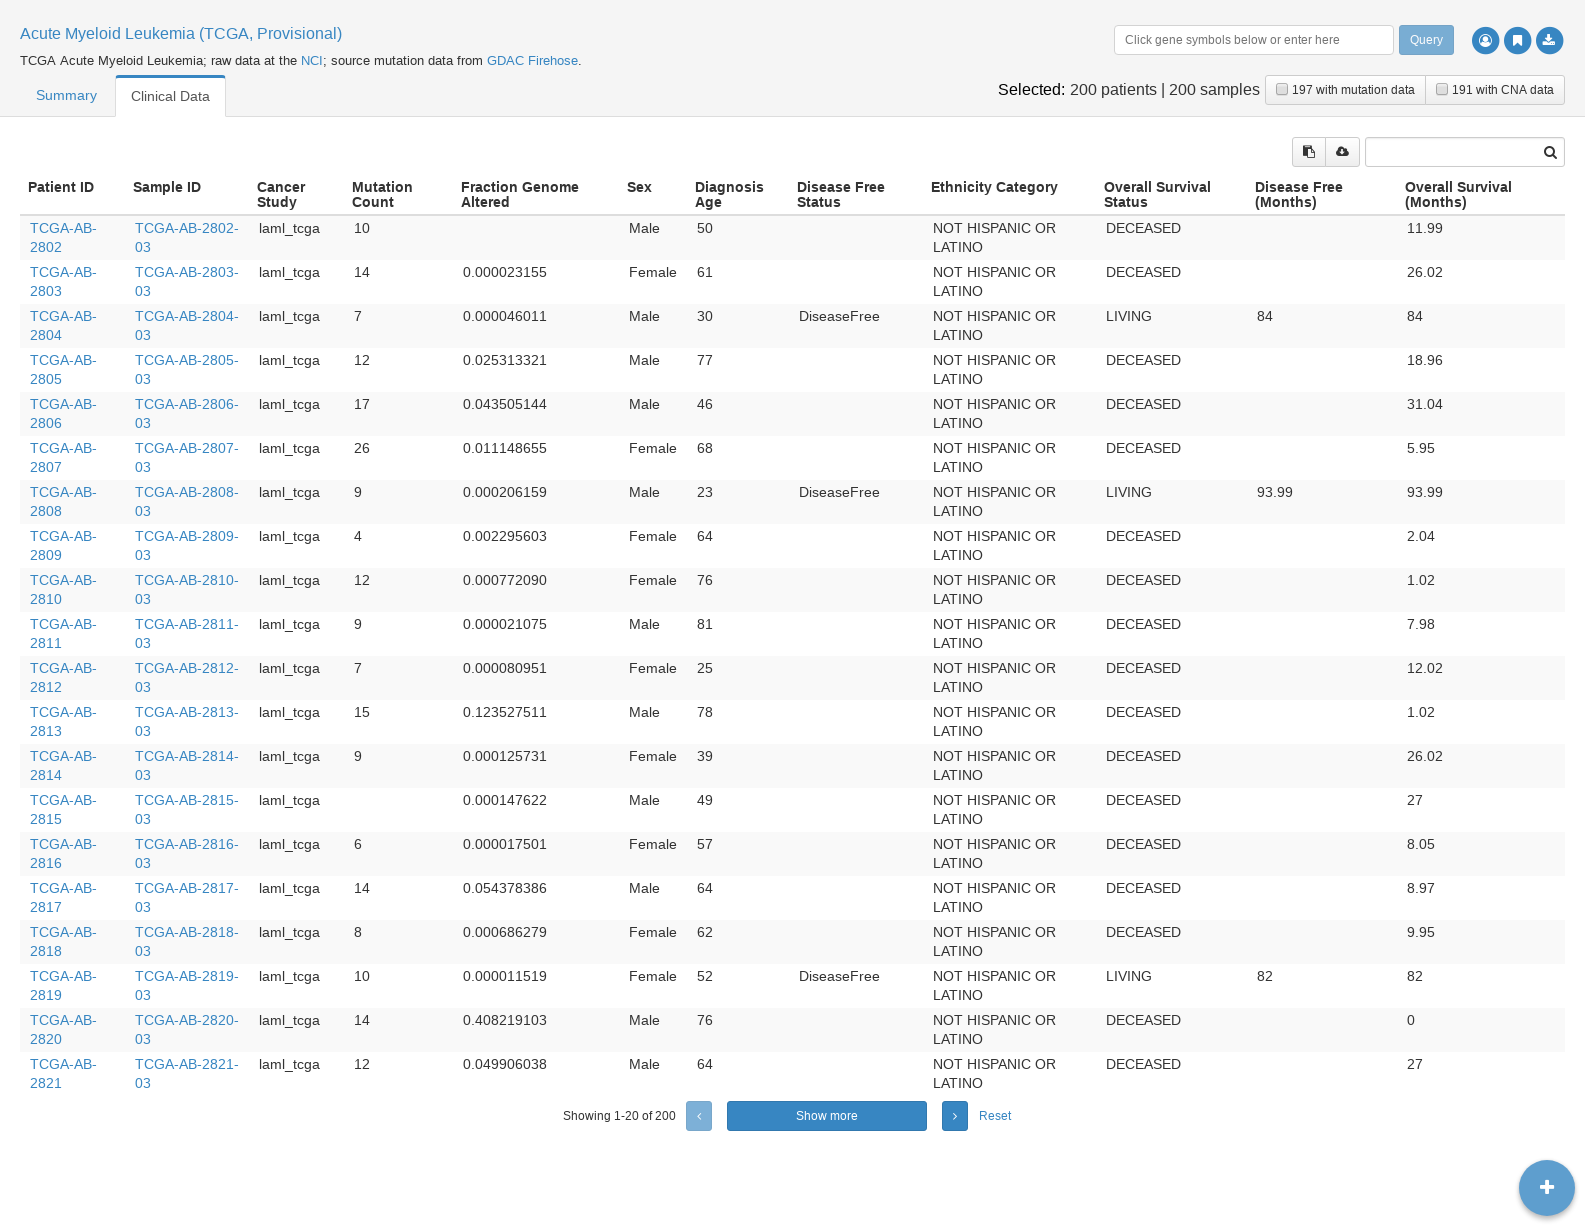 Acute Myeloid Leukemia (TCGA, Provisional)
Click gene symbols below or enter here Query
TCGA Acute Myeloid Leukemia; raw data at the NCI; source mutation data from GDAC Firehose.
Summary Clinical Data Selected: 200 patients | 200 samples 197 with mutation data 191 with CNA data
Patient ID Sample ID Cancer Study Mutation Count Fraction Genome Altered Sex Diagnosis Age Disease Free Status Ethnicity Category Overall Survival Status Disease Free (Months) Overall Survival (Months)
TCGA-AB-2802 TCGA-AB-2802-03 laml_tcga 10 Male 50 NOT HISPANIC OR LATINO DECEASED 11.99
TCGA-AB-2803 TCGA-AB-2803-03 laml_tcga 14 0.000023155 Female 61 NOT HISPANIC OR LATINO DECEASED 26.02
TCGA-AB-2804 TCGA-AB-2804-03 laml_tcga 7 0.000046011 Male 30 DiseaseFree NOT HISPANIC OR LATINO LIVING 84 84
TCGA-AB-2805 TCGA-AB-2805-03 laml_tcga 12 0.025313321 Male 77 NOT HISPANIC OR LATINO DECEASED 18.96
TCGA-AB-2806 TCGA-AB-2806-03 laml_tcga 17 0.043505144 Male 46 NOT HISPANIC OR LATINO DECEASED 31.04
TCGA-AB-2807 TCGA-AB-2807-03 laml_tcga 26 0.011148655 Female 68 NOT HISPANIC OR LATINO DECEASED 5.95
TCGA-AB-2808 TCGA-AB-2808-03 laml_tcga 9 0.000206159 Male 23 DiseaseFree NOT HISPANIC OR LATINO LIVING 93.99 93.99
TCGA-AB-2809 TCGA-AB-2809-03 laml_tcga 4 0.002295603 Female 64 NOT HISPANIC OR LATINO DECEASED 2.04
TCGA-AB-2810 TCGA-AB-2810-03 laml_tcga 12 0.000772090 Female 76 NOT HISPANIC OR LATINO DECEASED 1.02
TCGA-AB-2811 TCGA-AB-2811-03 laml_tcga 9 0.000021075 Male 81 NOT HISPANIC OR LATINO DECEASED 7.98
TCGA-AB-2812 TCGA-AB-2812-03 laml_tcga 7 0.000080951 Female 25 NOT HISPANIC OR LATINO DECEASED 12.02
TCGA-AB-2813 TCGA-AB-2813-03 laml_tcga 15 0.123527511 Male 78 NOT HISPANIC OR LATINO DECEASED 1.02
TCGA-AB-2814 TCGA-AB-2814-03 laml_tcga 9 0.000125731 Female 39 NOT HISPANIC OR LATINO DECEASED 26.02
TCGA-AB-2815 TCGA-AB-2815-03 laml_tcga 0.000147622 Male 49 NOT HISPANIC OR LATINO DECEASED 27
TCGA-AB-2816 TCGA-AB-2816-03 laml_tcga 6 0.000017501 Female 57 NOT HISPANIC OR LATINO DECEASED 8.05
TCGA-AB-2817 TCGA-AB-2817-03 laml_tcga 14 0.054378386 Male 64 NOT HISPANIC OR LATINO DECEASED 8.97
TCGA-AB-2818 TCGA-AB-2818-03 laml_tcga 8 0.000686279 Female 62 NOT HISPANIC OR LATINO DECEASED 9.95
TCGA-AB-2819 TCGA-AB-2819-03 laml_tcga 10 0.000011519 Female 52 DiseaseFree NOT HISPANIC OR LATINO LIVING 82 82
TCGA-AB-2820 TCGA-AB-2820-03 laml_tcga 14 0.408219103 Male 76 NOT HISPANIC OR LATINO DECEASED 0
TCGA-AB-2821 TCGA-AB-2821-03 laml_tcga 12 0.049906038 Male 64 NOT HISPANIC OR LATINO DECEASED 27
Showing 1-20 of 200 Show more Reset